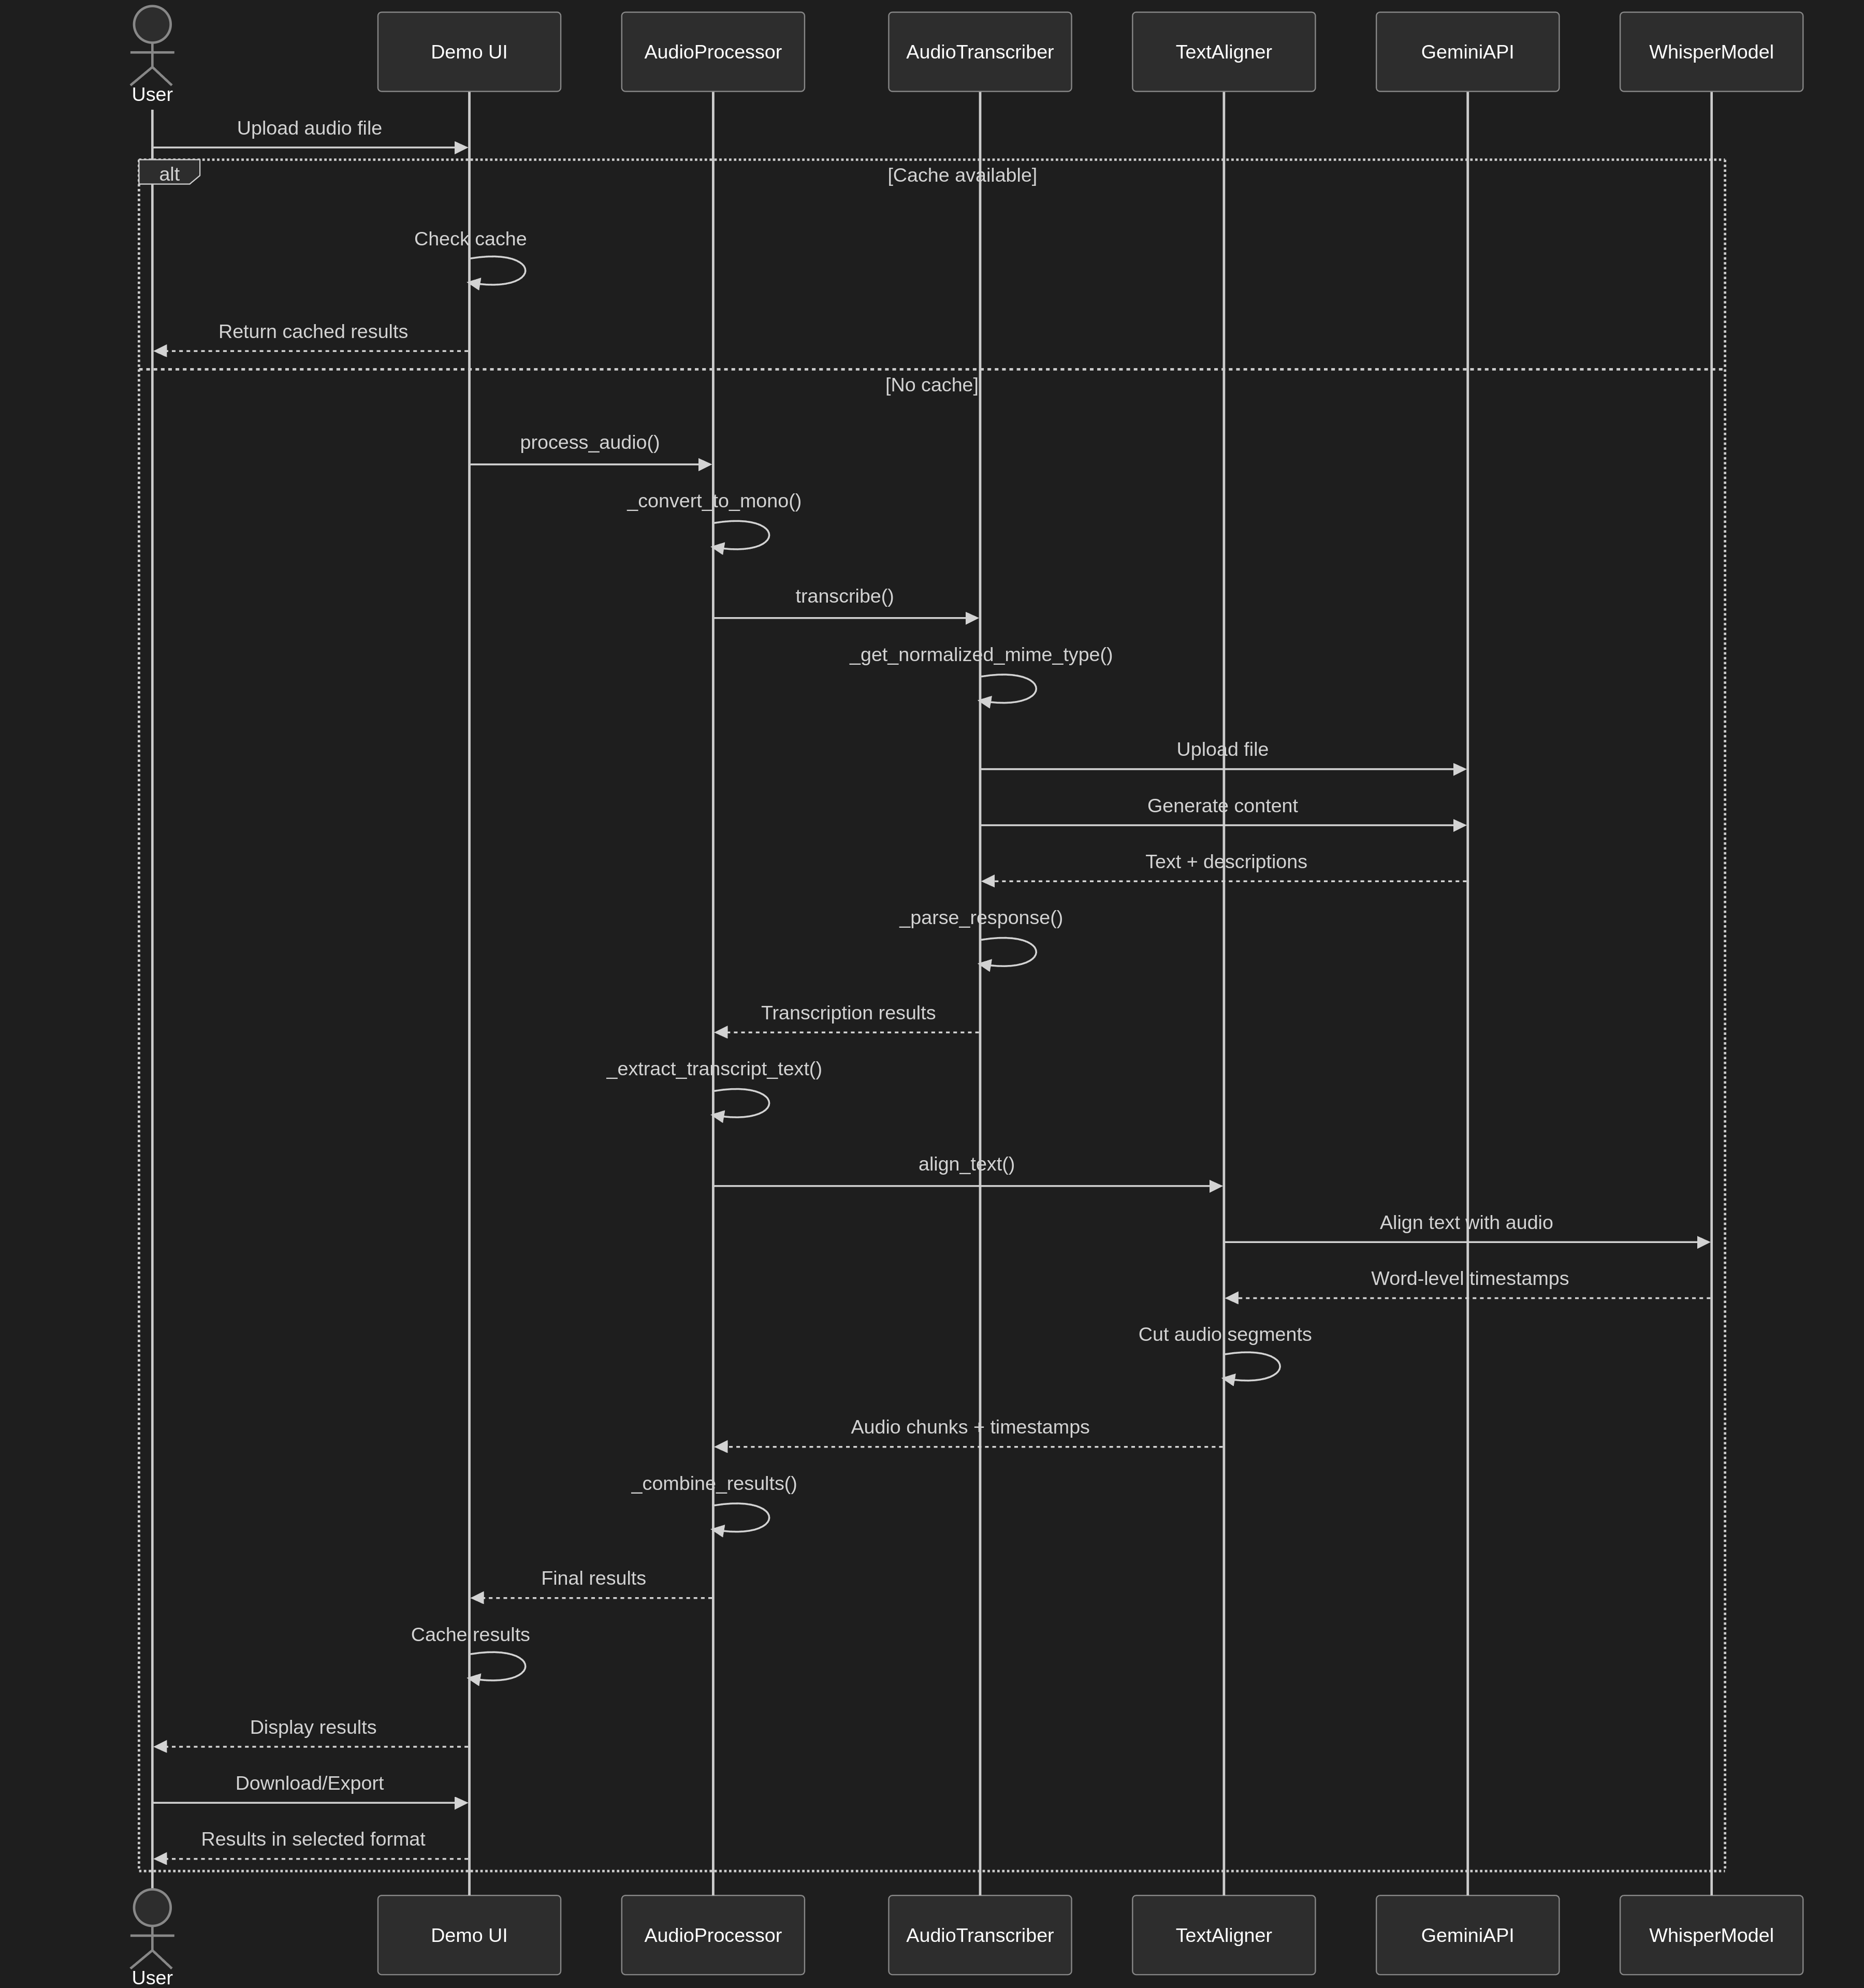 User
Demo UI
AudioProcessor
AudioTranscriber
TextAligner
GeminiAPI
WhisperModel
Upload audio file
alt
[Cache available]
Check cache
Return cached results
[No cache]
process_audio()
_convert_to_mono()
transcribe()
_get_normalized_mime_type()
Upload file
Generate content
Text + descriptions
_parse_response()
Transcription results
_extract_transcript_text()
align_text()
Align text with audio
Word-level timestamps
Cut audio segments
Audio chunks + timestamps
_combine_results()
Final results
Cache results
Display results
Download/Export
Results in selected format
User
Demo UI
AudioProcessor
AudioTranscriber
TextAligner
GeminiAPI
WhisperModel